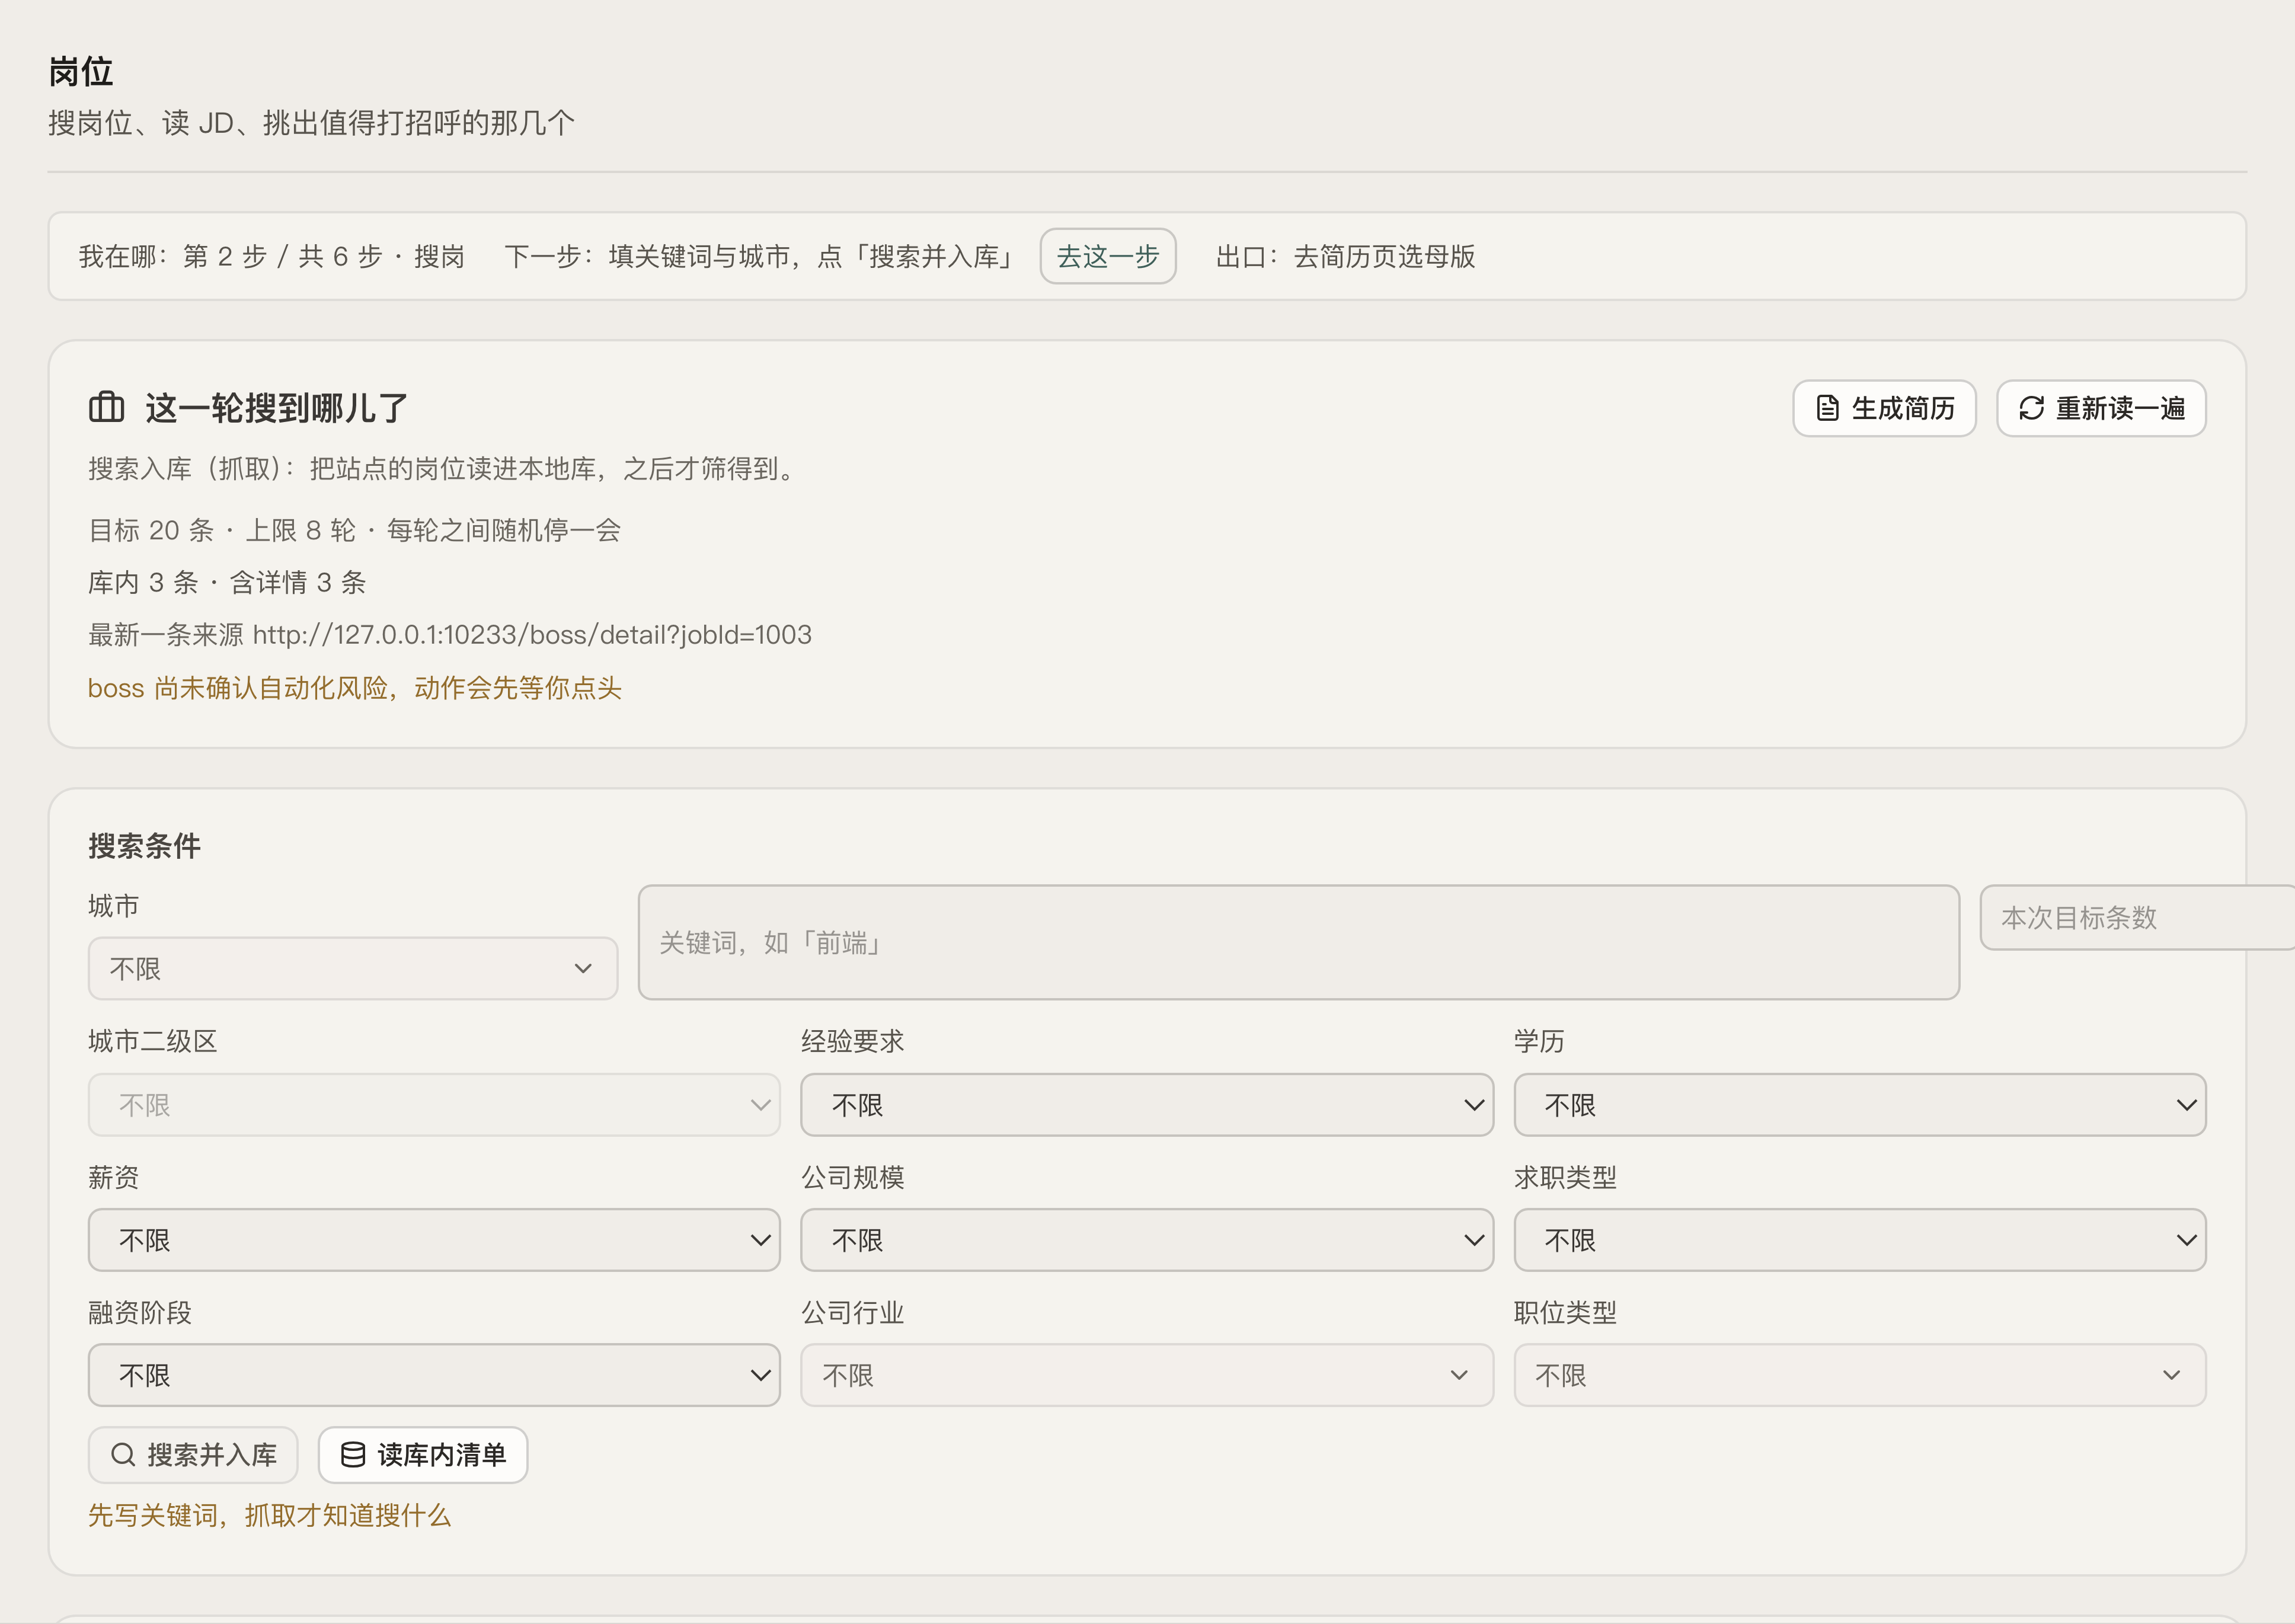 岗位
搜岗位、读 JD、挑出值得打招呼的那几个
我在哪：第 2 步 / 共 6 步 · 搜岗 下一步：填关键词与城市，点「搜索并入库」 去这一步 出口：去简历页选母版
这一轮搜到哪儿了 生成简历 重新读一遍
搜索入库（抓取）：把站点的岗位读进本地库，之后才筛得到。
目标 20 条 · 上限 8 轮 · 每轮之间随机停一会
库内 3 条 · 含详情 3 条
最新一条来源 http://127.0.0.1:10233/boss/detail?jobId=1003
boss 尚未确认自动化风险，动作会先等你点头
搜索条件
城市
不限 关键词，如「前端」 本次目标条数
城市二级区 经验要求 学历
不限 不限 不限
薪资 公司规模 求职类型
不限 不限 不限
融资阶段 公司行业 职位类型
不限 不限 不限
搜索并入库 读库内清单
先写关键词，抓取才知道搜什么